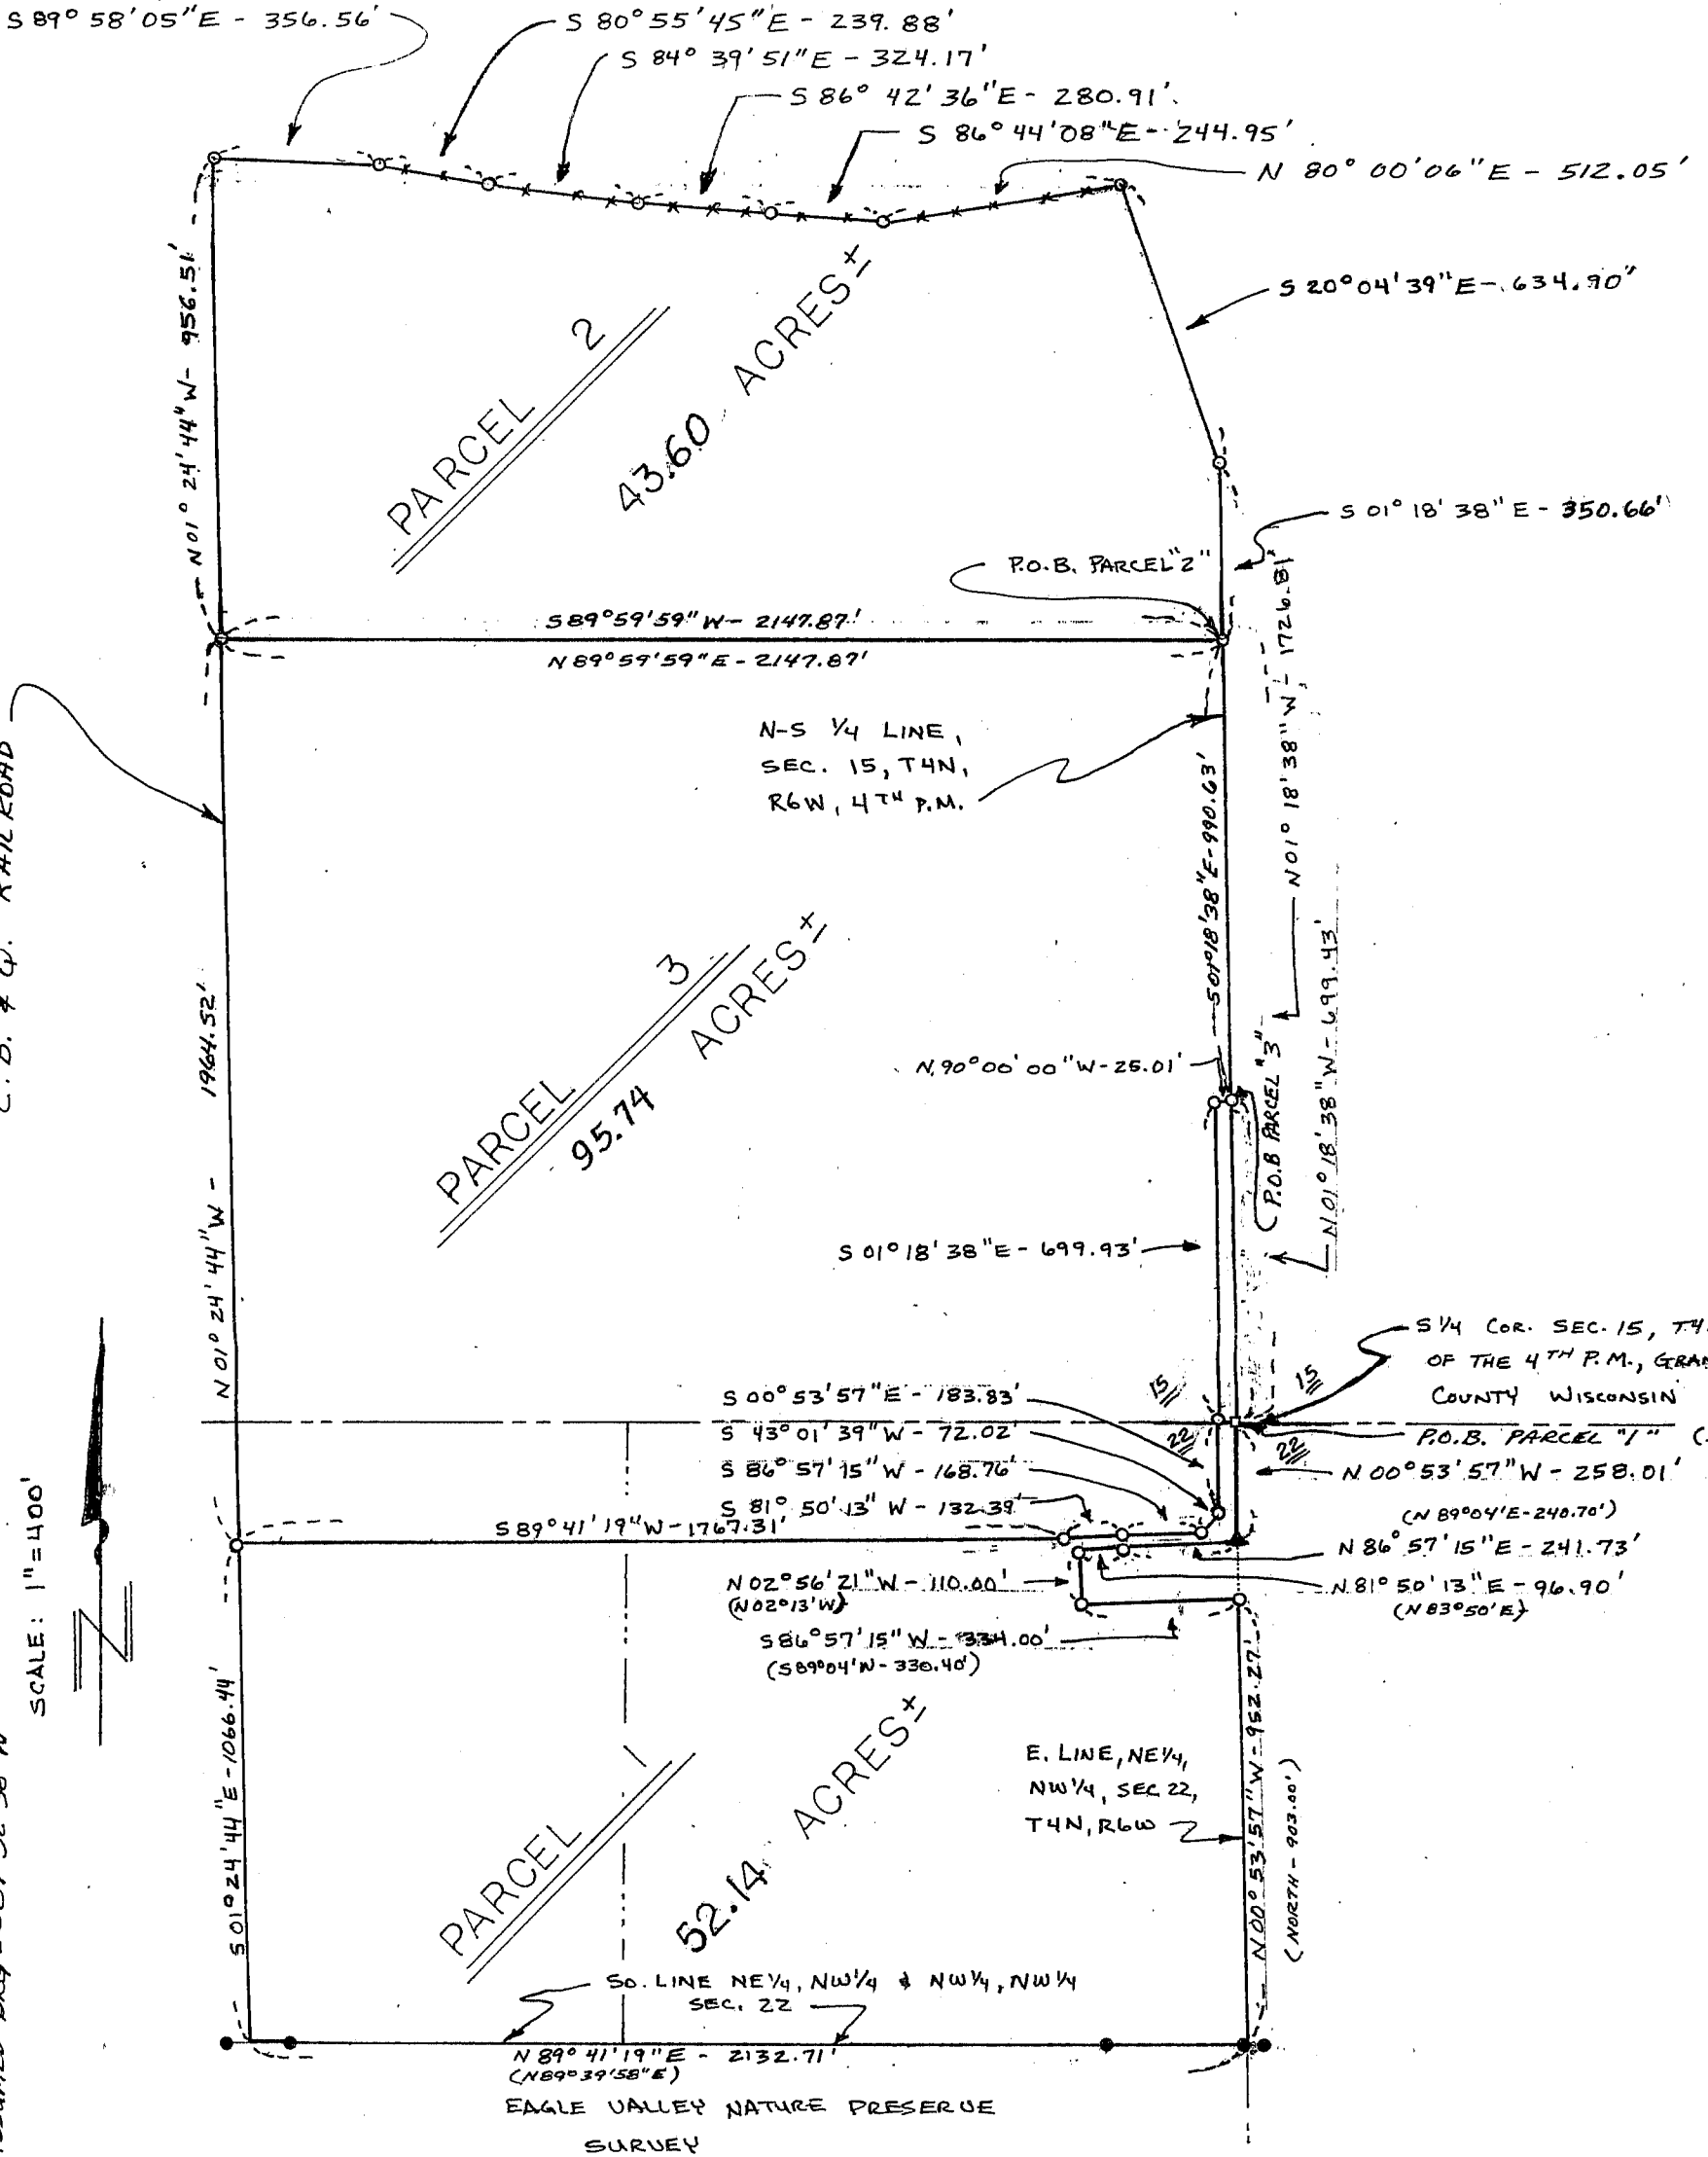 S 89° 58' 05" E - 356.56'
S 80° 55' 45" E - 239.88'
S 84° 39' 51" E - 324.17'
S 86° 42' 36" E - 280.91'
S 86° 44' 08" E - 244.95'
N 80° 00' 06" E - 512.05'
S 20° 04' 39" E - 634.90"
N 01° 24' 44" W - 956.51'
PARCEL 2
43.60 ACRES ±
S 01° 18' 38" E - 350.66'
P.O.B. PARCEL "2"
S 89° 59' 59" W - 2147.87'
N 89° 59' 59" E - 2147.87'
N-S 1/4 LINE,
SEC. 15, T4N,
R6W, 4TH P.M.
N 01° 18' 38" W - 1726.81'
S 01° 18' 38" E - 990.63'
C. B. & Q. RAILROAD
N 01° 24' 44" W - 1964.52'
PARCEL 3
95.74 ACRES ±
N 90° 00' 00" W - 25.01'
P.O.B PARCEL "3"
N 01° 18' 38" W - 699.43'
S 01° 18' 38" E - 699.93'
S 1/4 COR. SEC. 15,
OF THE 4TH P.M.,
COUNTY WISCONSIN
15
15
22
22
P.O.B. PARCEL "1"
S 00° 53' 57" E - 183.83'
S 43° 01' 39" W - 72.02'
S 86° 57' 15" W - 168.76'
S 81° 50' 13" W - 132.39'
S 89° 41' 19" W - 1767.31'
N 00° 53' 57" W - 258.01'
(N 89° 04' E - 240.70')
N 86° 57' 15" E - 241.73'
N 81° 50' 13" E - 96.90'
(N 83° 50' E)
N 02° 56' 21" W - 110.00'
(N 02° 13' W)
S 86° 57' 15" W - 334.00'
(S 89° 04' W - 330.40')
SCALE: 1" = 400'
N
S 01° 24' 44" E - 1066.44'
PARCEL 1
52.14 ACRES ±
E. LINE, NE 1/4,
NW 1/4, SEC 22,
T4N, R6W
N 00° 53' 57" W - 952.27'
(NORTH - 903.00')
SO. LINE NE 1/4, NW 1/4 & NW 1/4, NW 1/4
SEC. 22
N 89° 41' 19" E - 2132.71'
(N 89° 39' 58" E)
EAGLE VALLEY NATURE PRESERVE
SURVEY